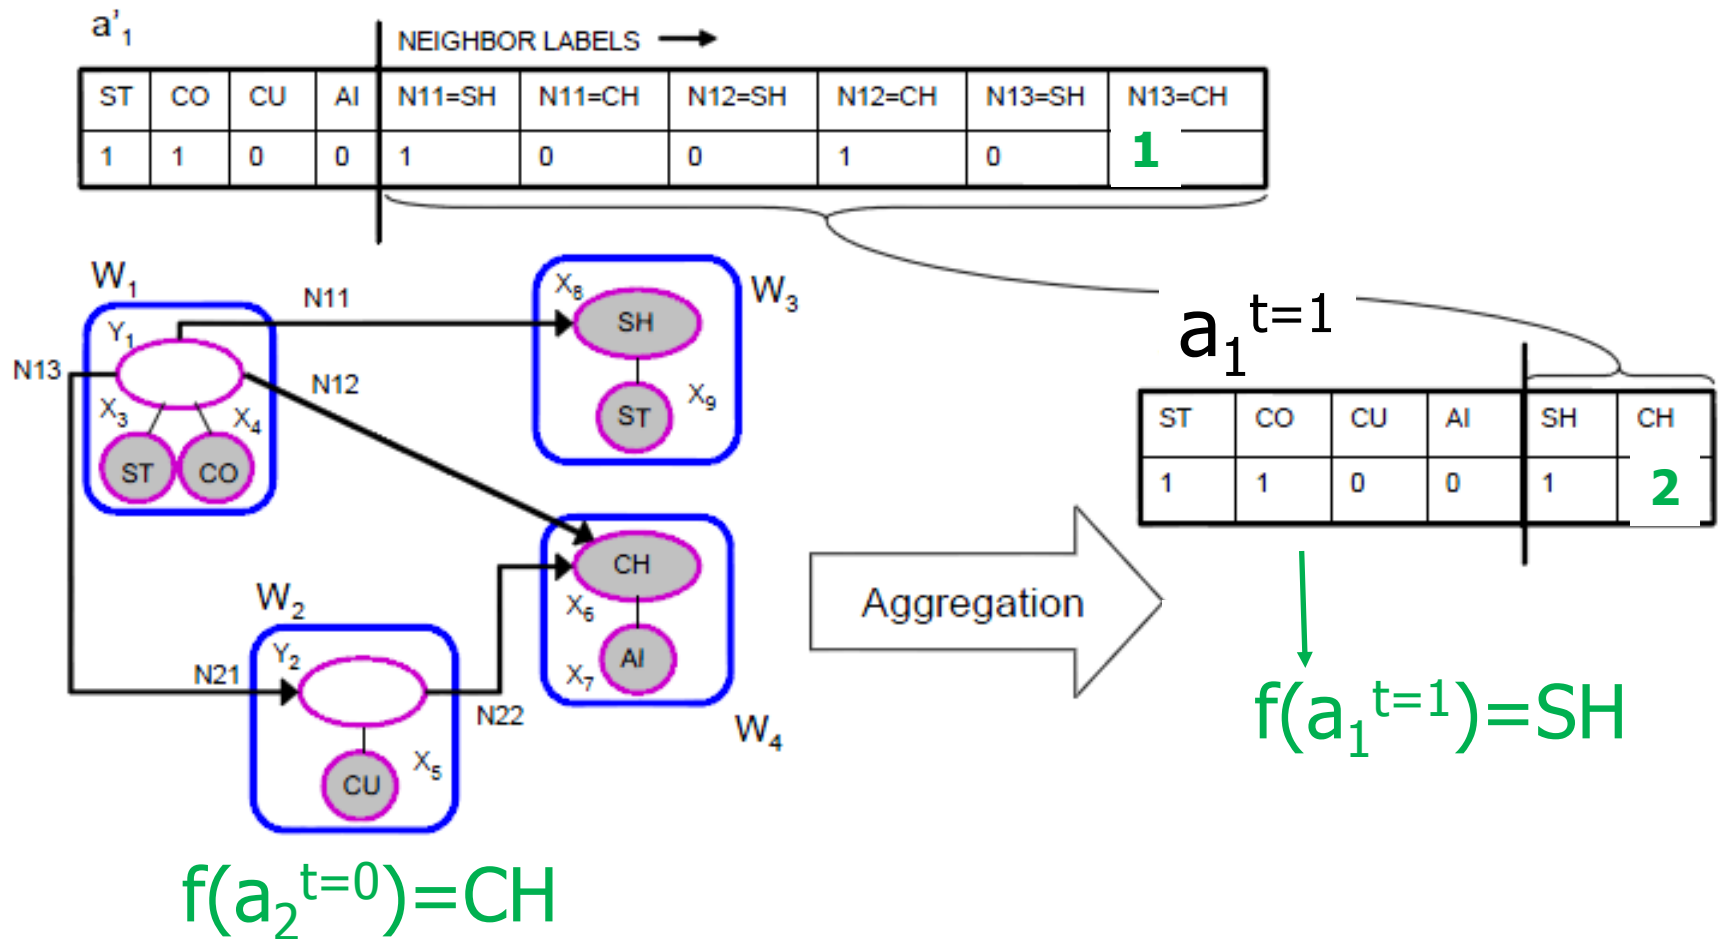 a'1
NEIGHBOR LABELS
ST CO CU AI N11=SH N11=CH N12=SH N12=CH N13=SH N13=CH
1 1 0 0 1 0 0 1 0 1
W1
Y1
N11
N13
N12
X3
X4
ST CO
X8
W3
SH
X9
ST
a1 t=1
ST CO CU AI SH CH
1 1 0 0 1 2
CH
X6
AI
X7
W4
W2
Y2
N21
N22
X5
CU
Aggregation
f(a1 t=1)=SH
f(a2 t=0)=CH